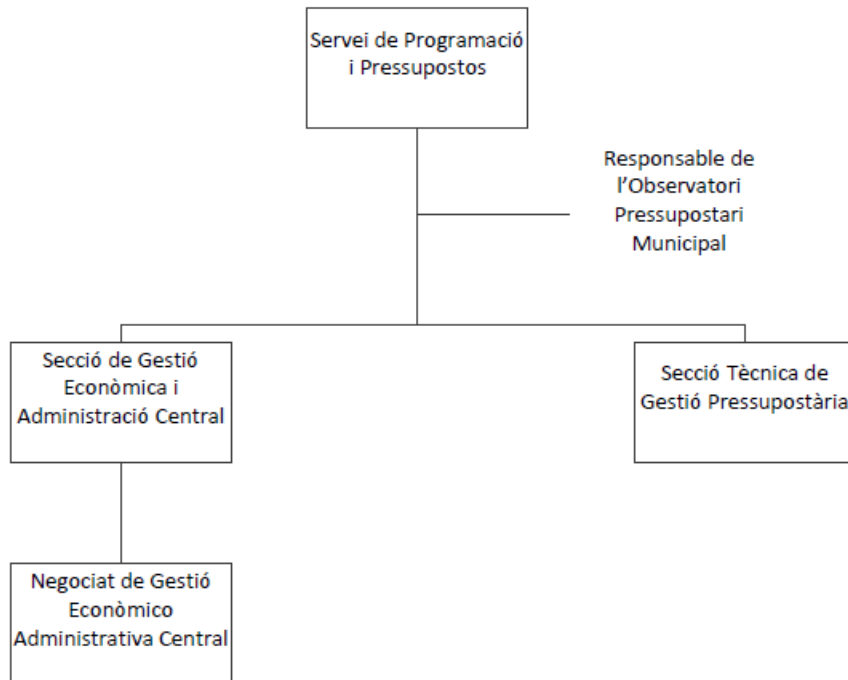 Servei de Programació
i Pressupostos
Responsable de
l'Observatori
Pressupostari
Municipal
Secció de Gestió
Econòmica i
Administració Central
Secció Tècnica de
Gestió Pressupostària
Negociat de Gestió
Econòmico
Administrativa Central